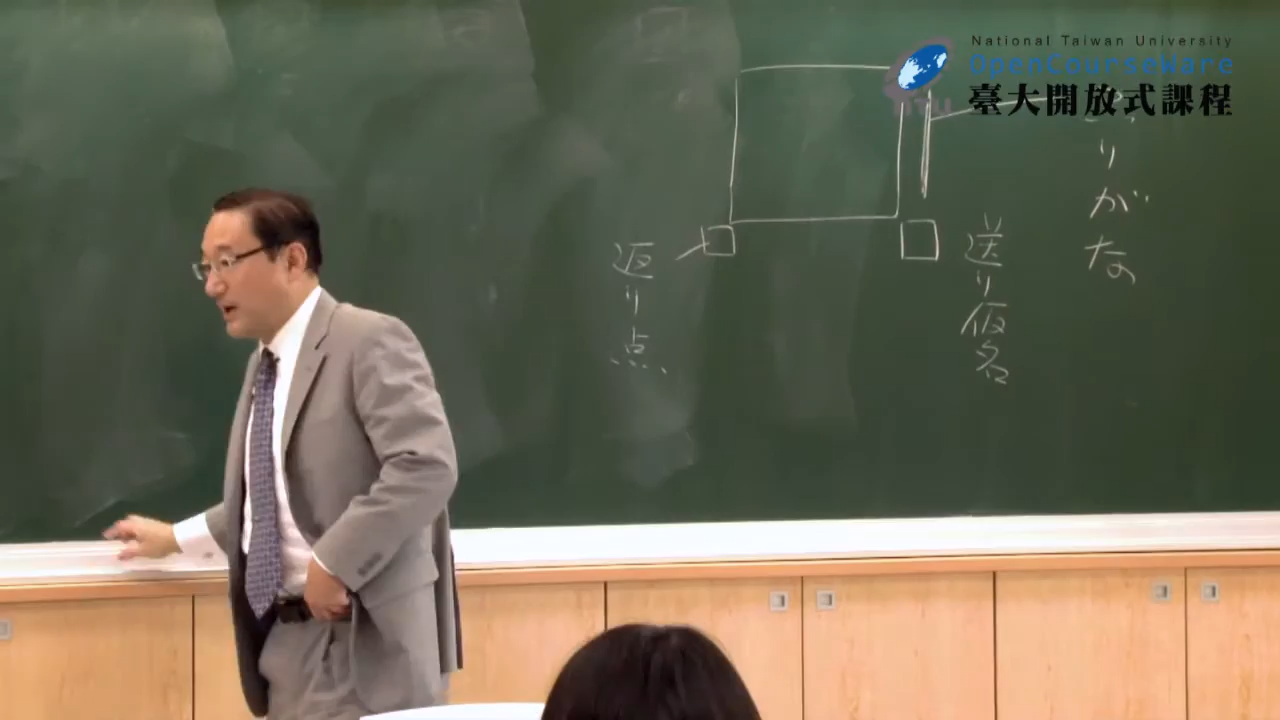 National Taiwan University
OpenCourseWare
臺大開放式課程
りがな
送り仮名
返り点